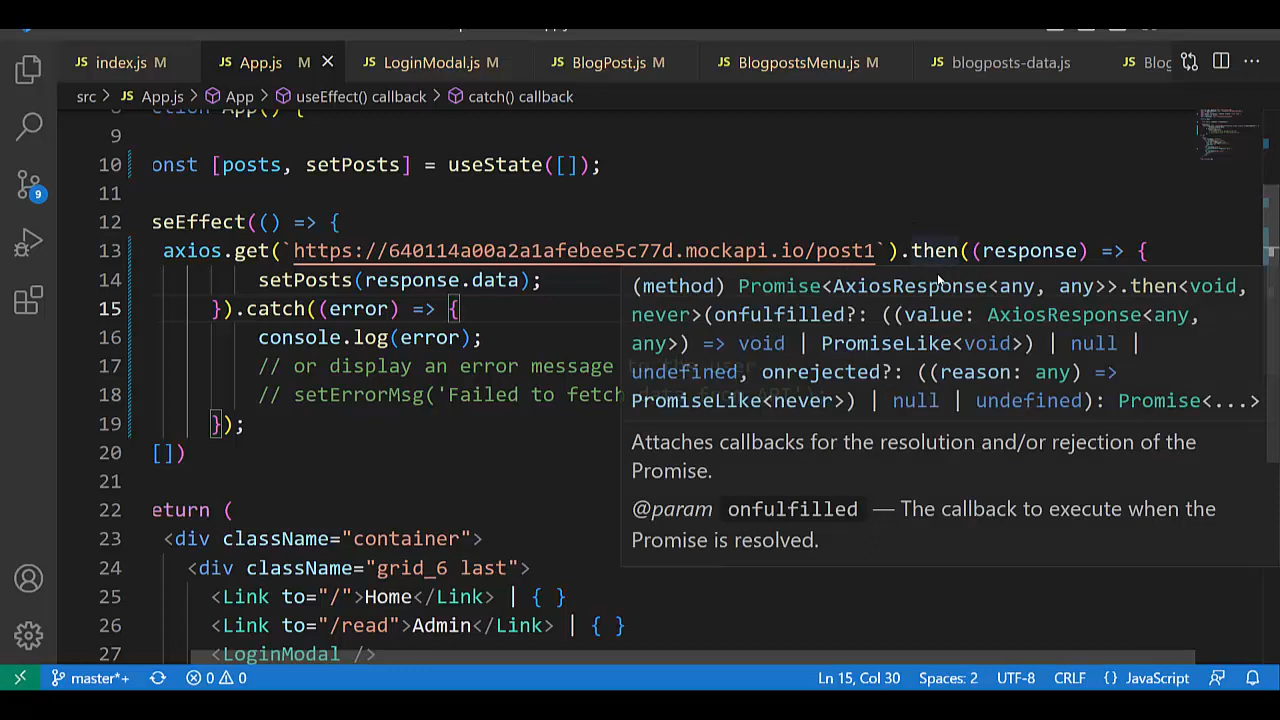 JS index.js M
JS App.js M
JS LoginModal.js M
JS BlogPost.js M
JS BlogpostsMenu.js M
JS blogposts-data.js
JS Blog
src > JS App.js > App > useEffect() callback > catch() callback
9
10 onst [posts, setPosts] = useState([]);
11
12 seEffect(() => {
13 axios.get(`https://640114a00a2a1afebee5c77d.mockapi.io/post1`).then((response) => {
14 setPosts(response.data);
15 }).catch((error) => {
16 console.log(error);
17 // or display an error message
18 // setErrorMsg('Failed to fetch
19 });
20 [])
21
22 eturn (
23 <div className="container">
24 <div className="grid_6 last">
25 <Link to="/">Home</Link> | { }
26 <Link to="/read">Admin</Link> | { }
27 <LoginModal />
(method) Promise<AxiosResponse<any, any>>.then<void,
never>(onfulfilled?: ((value: AxiosResponse<any,
any>) => void | PromiseLike<void>) | null |
undefined, onrejected?: ((reason: any) =>
PromiseLike<never>) | null | undefined): Promise<...>
Attaches callbacks for the resolution and/or rejection of the
Promise.
@param onfulfilled — The callback to execute when the
Promise is resolved.
9
master*+
0 0
Ln 15, Col 30
Spaces: 2
UTF-8
CRLF
{} JavaScript